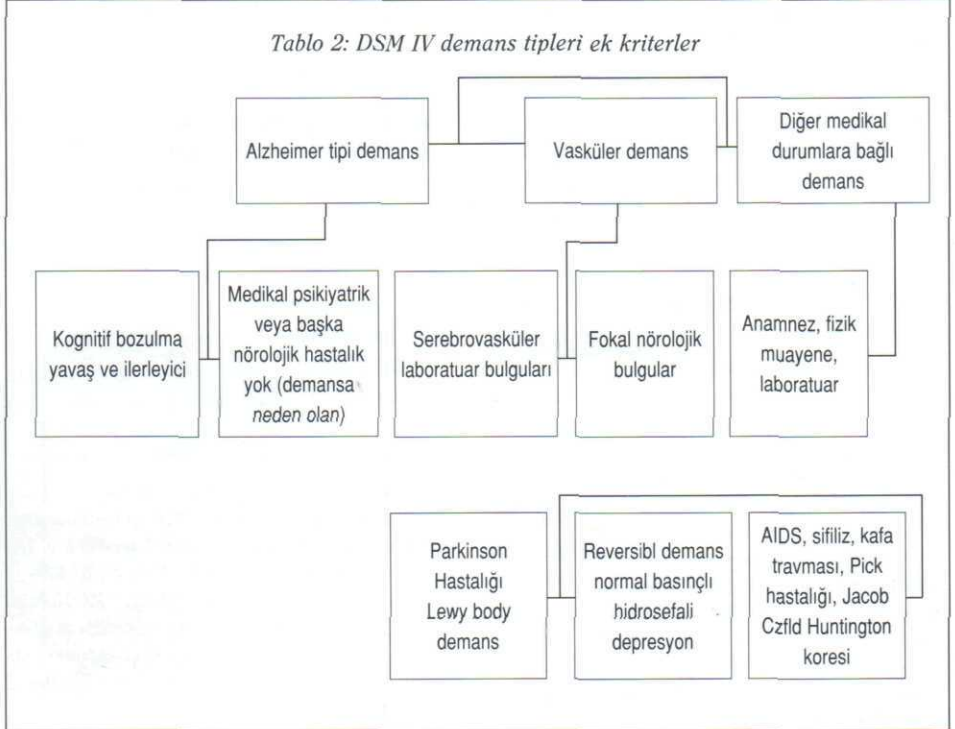 Tablo 2: DSM IV demans tipleri ek kriterler
Alzheimer tipi demans
Vasküler demans
Diğer medikal
durumlara bağlı
demans
Kognitif bozulma
yavaş ve ilerleyici
Medikal psikiyatrik
veya başka
nörolojik hastalık
yok (demansa
neden olan)
Serebrovasküler
laboratuar bulguları
Fokal nörolojik
bulgular
Anamnez, fizik
muayene,
laboratuar
Parkinson
Hastalığı
Lewy body
demans
Reversibl demans
normal basınçlı
hidrosefali
depresyon
AIDS, sifiliz, kafa
travması, Pick
hastalığı, Jacob
Czfld Huntington
koresi